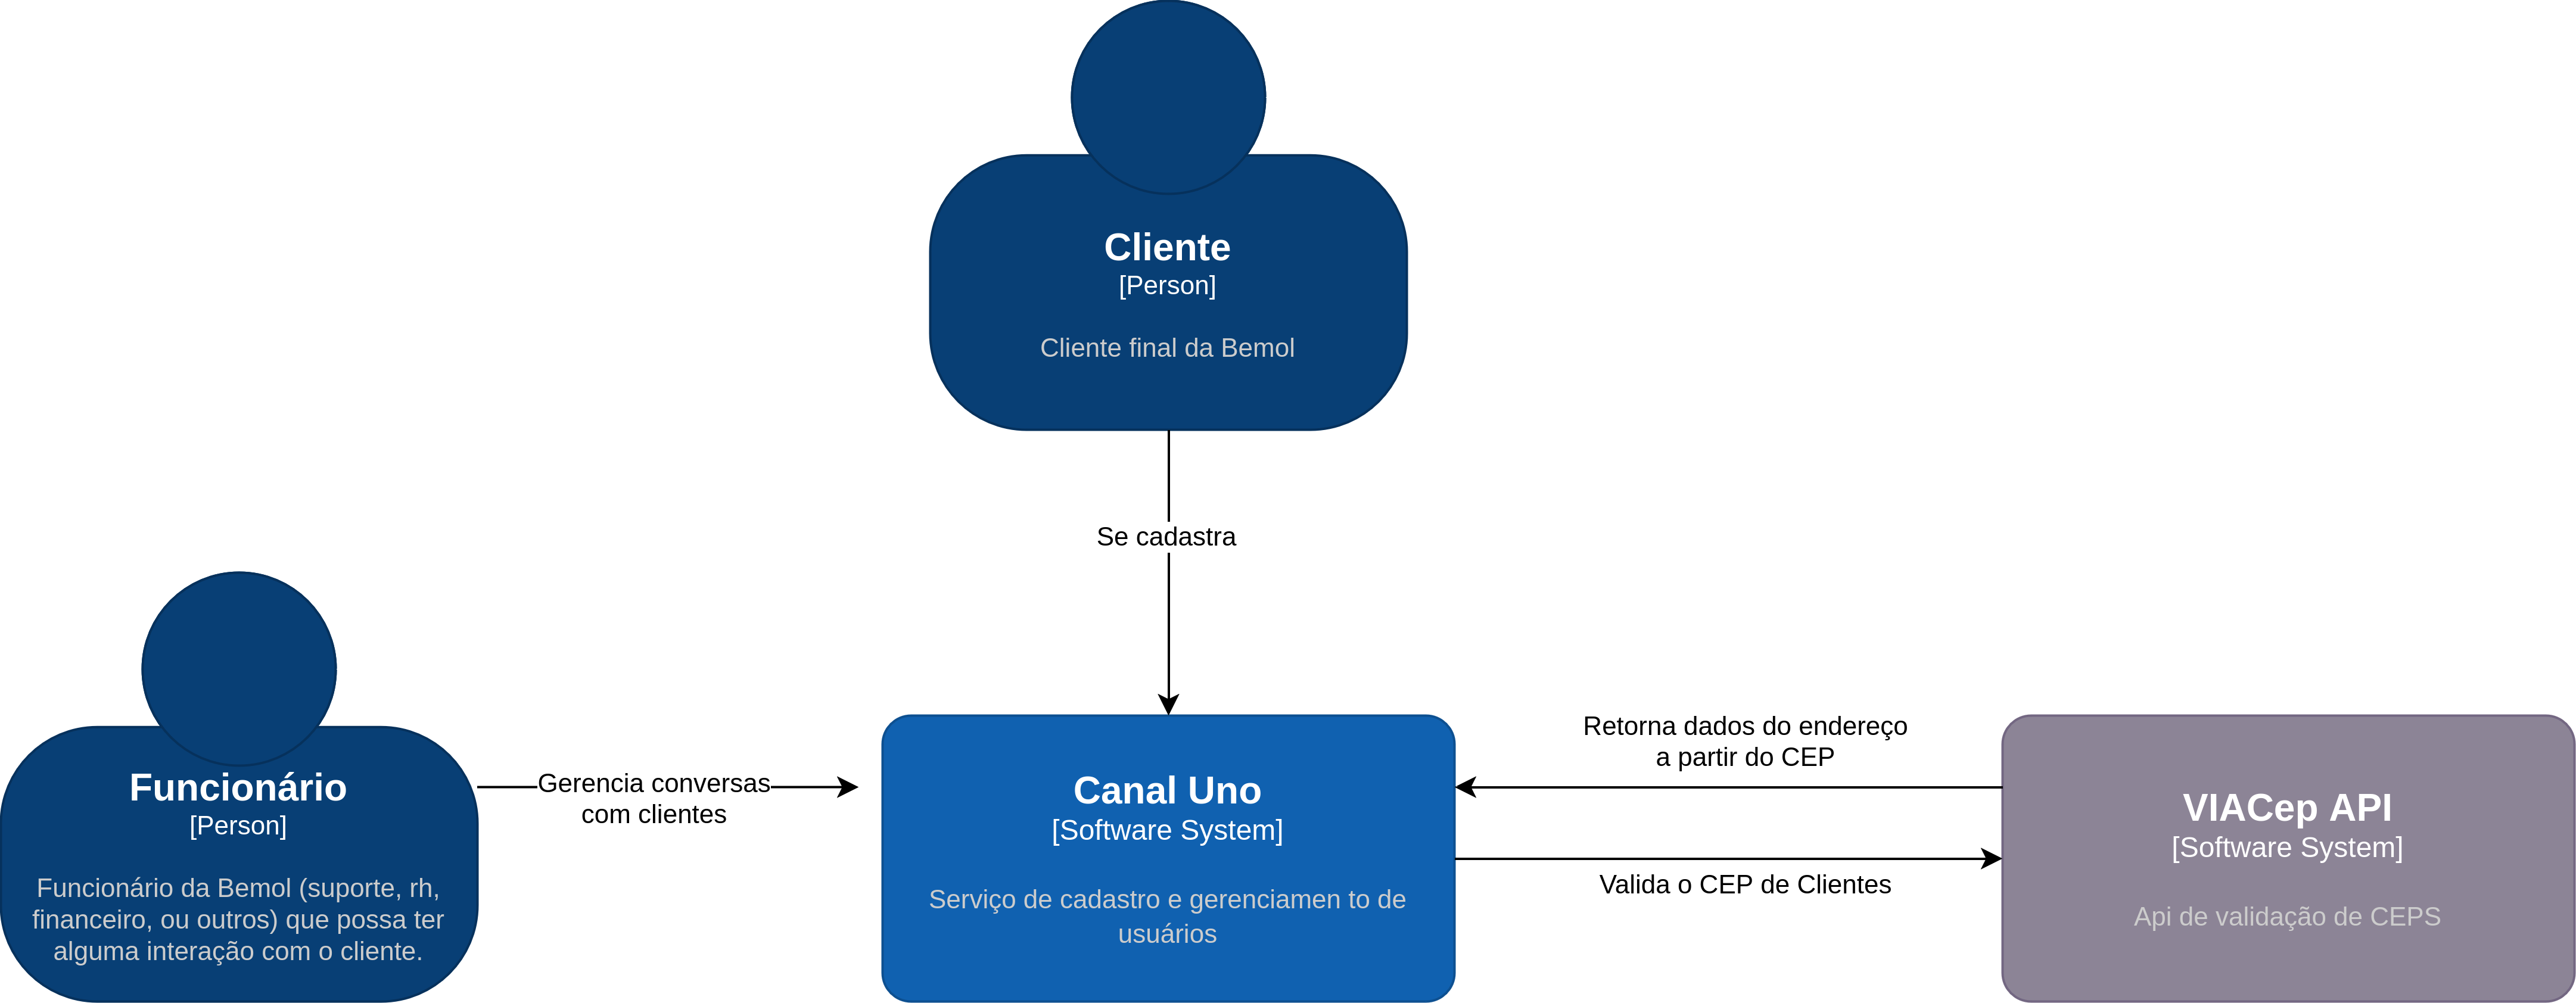 Cliente
[Person]
Cliente final da Bemol
Se cadastra
Funcionário
[Person]
Funcionário da Bemol (suporte, rh,
financeiro, ou outros) que possa ter
alguma interação com o cliente.
Gerencia conversas
com clientes
Canal Uno
[Software System]
Serviço de cadastro e gerenciamen to de
usuários
Retorna dados do endereço
a partir do CEP
Valida o CEP de Clientes
VIACep API
[Software System]
Api de validação de CEPS